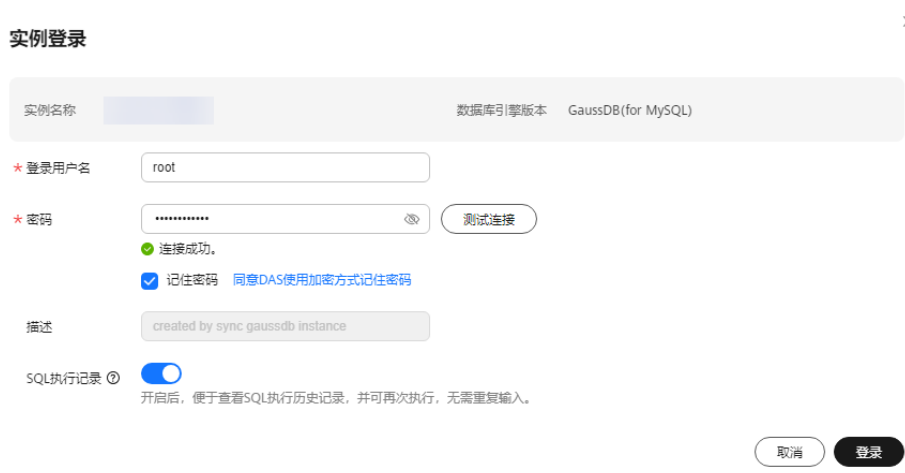 实例登录
实例名称 数据库引擎版本 GaussDB(for MySQL)
* 登录用户名 root
* 密码 ············ 测试连接
连接成功。
记住密码 同意DAS使用加密方式记住密码
描述 created by sync gaussdb instance
SQL执行记录 ?
开启后，便于查看SQL执行历史记录，并可再次执行，无需重复输入。
取消 登录